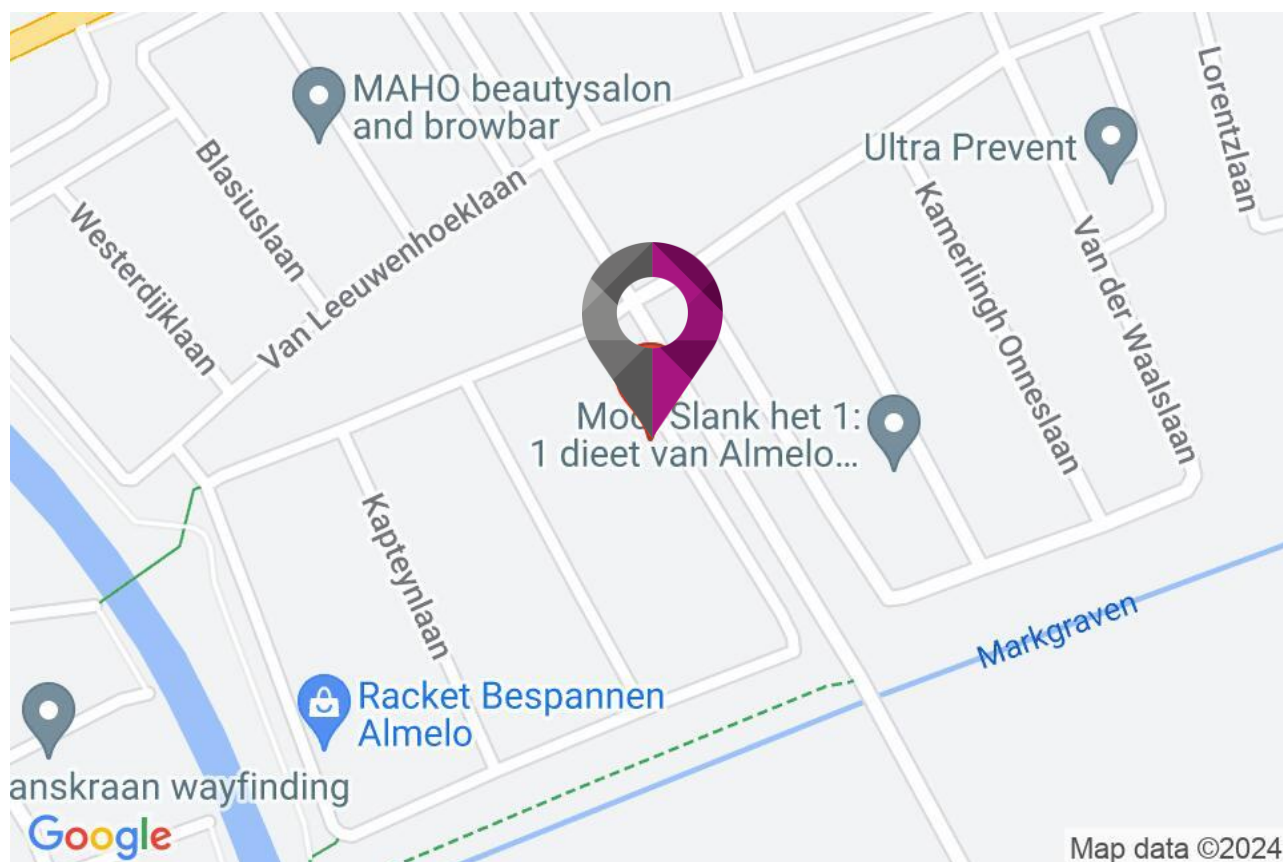 MAHO beautysalon
and browbar
Ultra Prevent
Lorentzlaan
Blasiuslaan
Westerdijklaan
Van Leeuwenhoeklaan
Kamerlingh Onneslaan
Van der Waalslaan
Slank het 1:
1 dieet van Almelo...
Kapteynlaan
Markgraven
Racket Bespannen
Almelo
anskraan wayfinding
Google
Map data ©2024